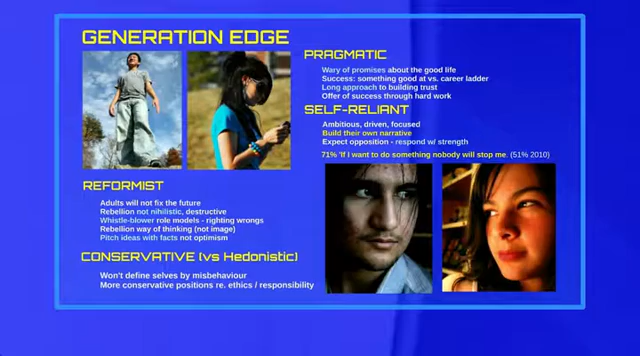 GENERATION EDGE
PRAGMATIC
Wary of promises about the good life
Success: something good at vs. career ladder
Long approach to building trust
Offer of success through hard work
SELF-RELIANT
Ambitious, driven, focused
Build their own narrative
Expect opposition - respond w/ strength
71% 'If I want to do something nobody will stop me. (51% 2010)
REFORMIST
Adults will not fix the future
Rebellion not nihilistic, destructive
Whistle-blower role models - righting wrongs
Rebellion way of thinking (not image)
Pitch ideas with facts not optimism
CONSERVATIVE (vs Hedonistic)
Won't define selves by misbehaviour
More conservative positions re. ethics / responsibility